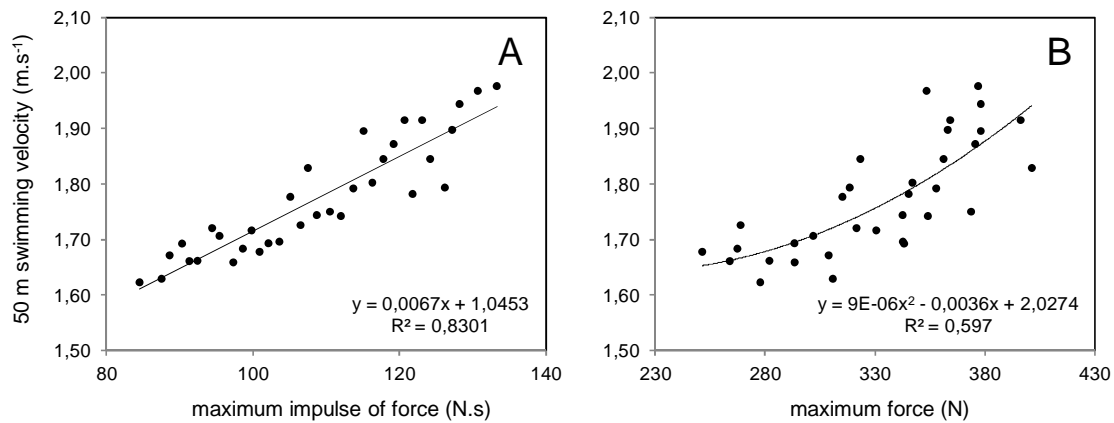 50 m swimming velocity (m.s-1)
2,10
2,00
1,90
1,80
1,70
1,60
1,50
A
y = 0,0067x + 1,0453
R² = 0,8301
80 100 120 140
maximum impulse of force (N.s)
2,10
2,00
1,90
1,80
1,70
1,60
1,50
B
y = 9E-06x² - 0,0036x + 2,0274
R² = 0,597
230 280 330 380 430
maximum force (N)